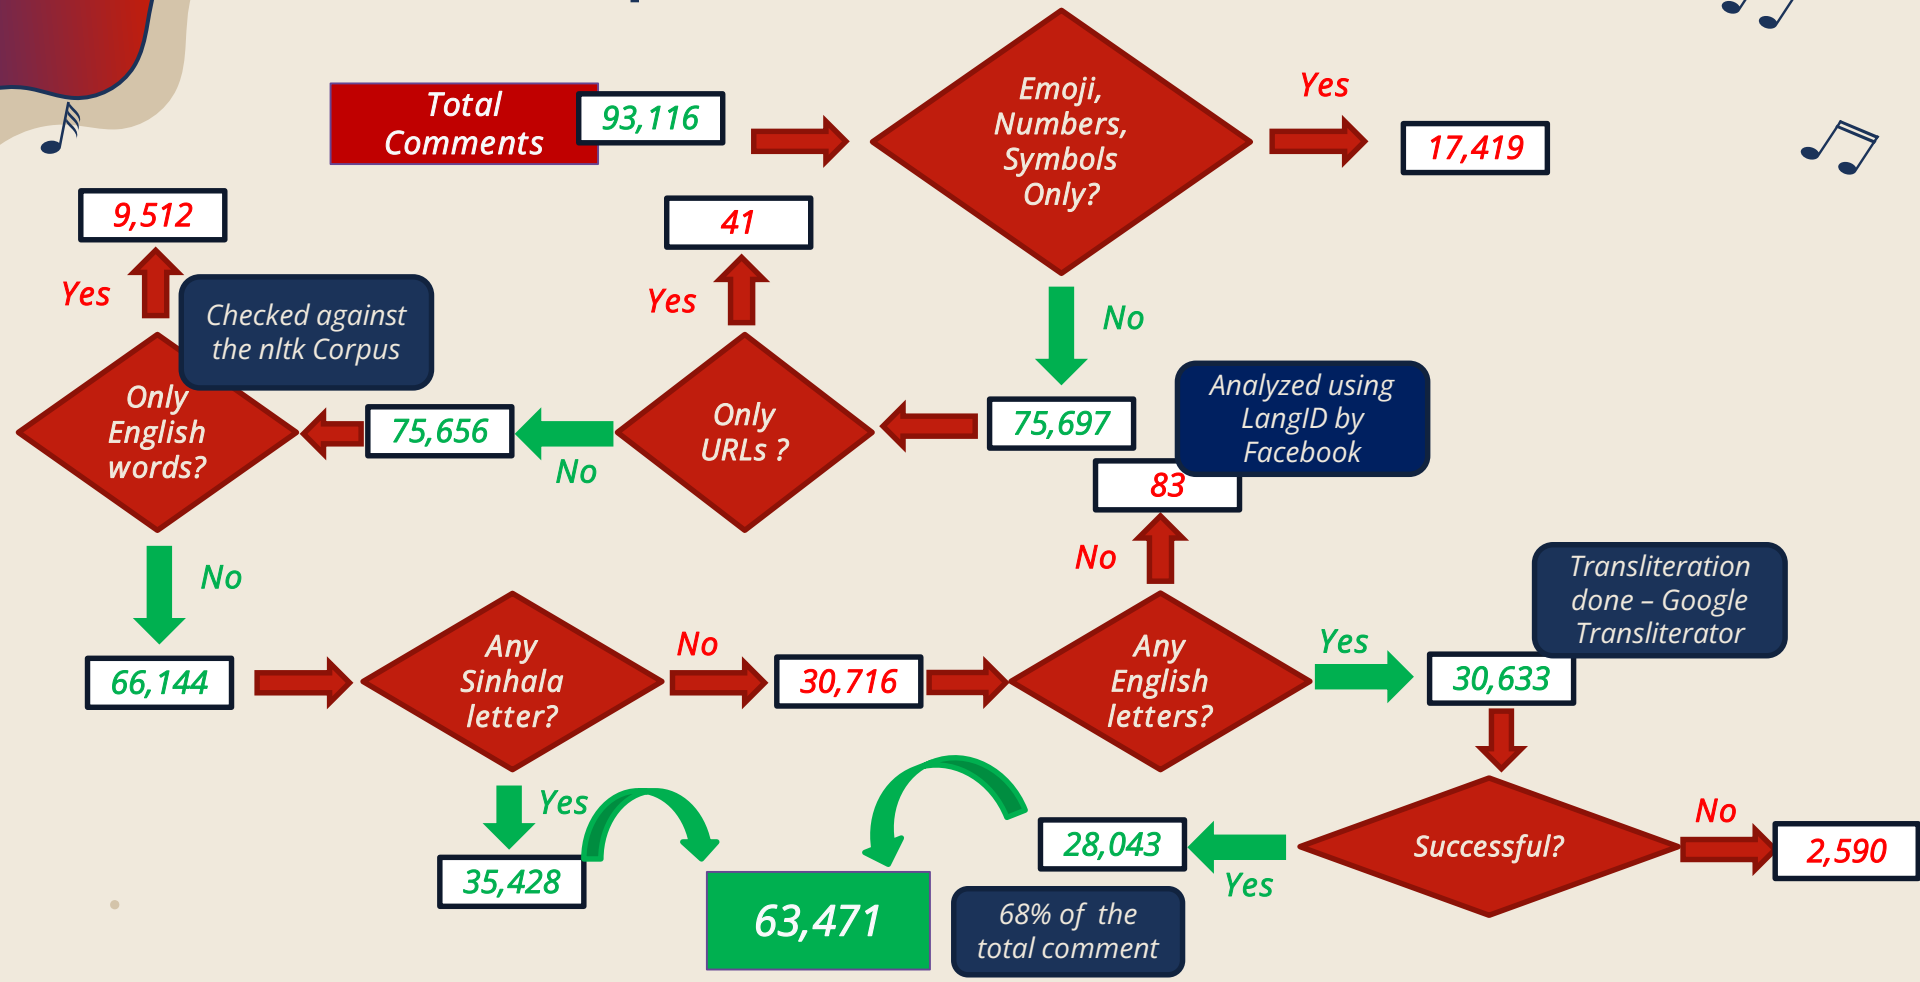 Total
Comments
93,116
Emoji,
Numbers,
Symbols
Only?
Yes
17,419
No
75,697
Only
URLs ?
Yes
41
No
75,656
Only
English
words?
Checked against
the nltk Corpus
Yes
9,512
No
66,144
Any
Sinhala
letter?
No
30,716
Yes
35,428
Any
English
letters?
No
83
Analyzed using
LangID by
Facebook
Yes
30,633
Transliteration
done – Google
Transliterator
Successful?
No
2,590
Yes
28,043
63,471
68% of  the
total comment